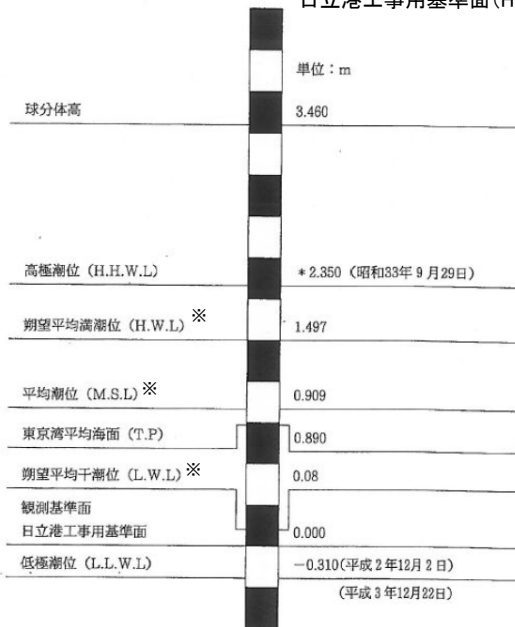 日立港工事用基準面(H
単位：m
球分体高 3.460
高極潮位（H.H.W.L） ＊2.350（昭和33年9月29日）
朔望平均満潮位（H.W.L）※ 1.497
平均潮位（M.S.L）※ 0.909
東京湾平均海面（T.P） 0.890
朔望平均干潮位（L.W.L）※ 0.08
観測基準面
日立港工事用基準面 0.000
低極潮位（L.L.W.L） −0.310(平成2年12月2日）
(平成3年12月22日）